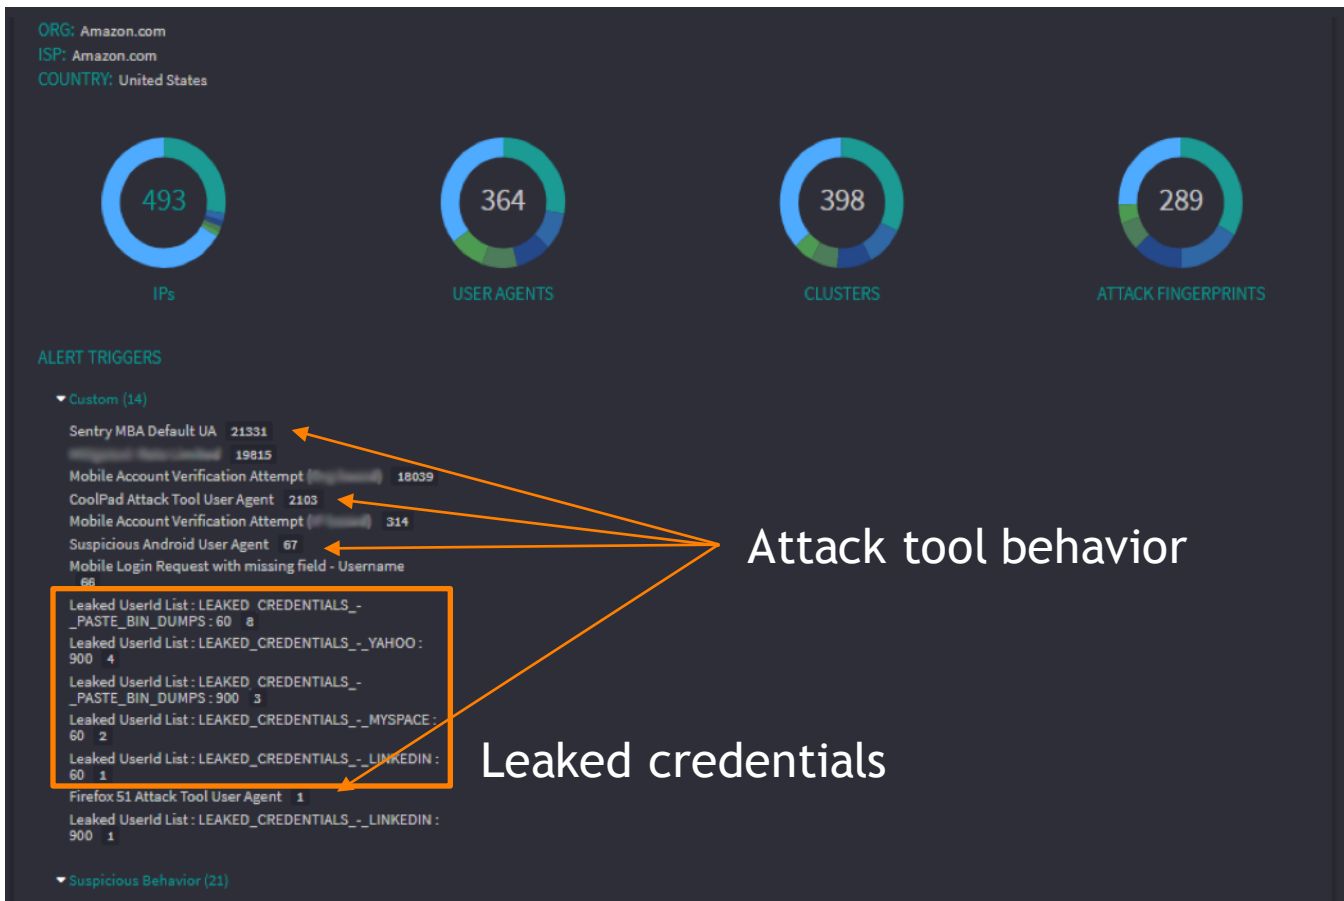 ORG: Amazon.com
ISP: Amazon.com
COUNTRY: United States
493
364
398
289
IPs
USER AGENTS
CLUSTERS
ATTACK FINGERPRINTS
ALERT TRIGGERS
Custom (14)
Sentry MBA Default UA 21331
19815
Mobile Account Verification Attempt ( ) 18039
CoolPad Attack Tool User Agent 2103
Mobile Account Verification Attempt ( ) 314
Suspicious Android User Agent 67
Mobile Login Request with missing field - Username
66
Leaked UserId List : LEAKED_CREDENTIALS_-
_PASTE_BIN_DUMPS : 60 8
Leaked UserId List : LEAKED_CREDENTIALS_-_YAHOO :
900 4
Leaked UserId List : LEAKED_CREDENTIALS_-
_PASTE_BIN_DUMPS : 900 3
Leaked UserId List : LEAKED_CREDENTIALS_-_MYSPACE :
60 2
Leaked UserId List : LEAKED_CREDENTIALS_-_LINKEDIN :
60 1
Firefox 51 Attack Tool User Agent 1
Leaked UserId List : LEAKED_CREDENTIALS_-_LINKEDIN :
900 1
Suspicious Behavior (21)
Attack tool behavior
Leaked credentials